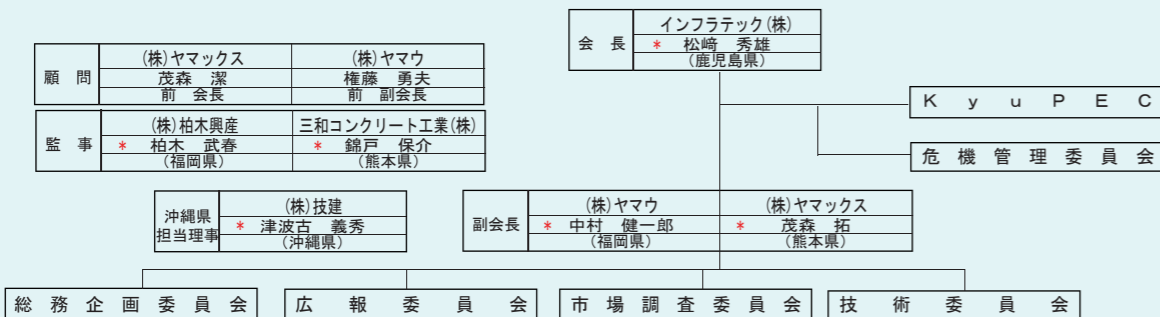 会 長
インフラテック(株)
* 松﨑 秀雄
(鹿児島県)
顧 問
(株)ヤマックス
茂森 潔
前 会長
(株)ヤマウ
権藤 勇夫
前 副会長
KyuPEC
監 事
(株)柏木興産
* 柏木 武春
(福岡県)
三和コンクリート工業(株)
* 錦戸 保介
(熊本県)
危機管理委員会
沖縄県
担当理事
(株)技建
* 津波古 義秀
(沖縄県)
副会長
(株)ヤマウ
* 中村 健一郎
(福岡県)
(株)ヤマックス
* 茂森 拓
(熊本県)
総務企画委員会
広報委員会
市場調査委員会
技術委員会